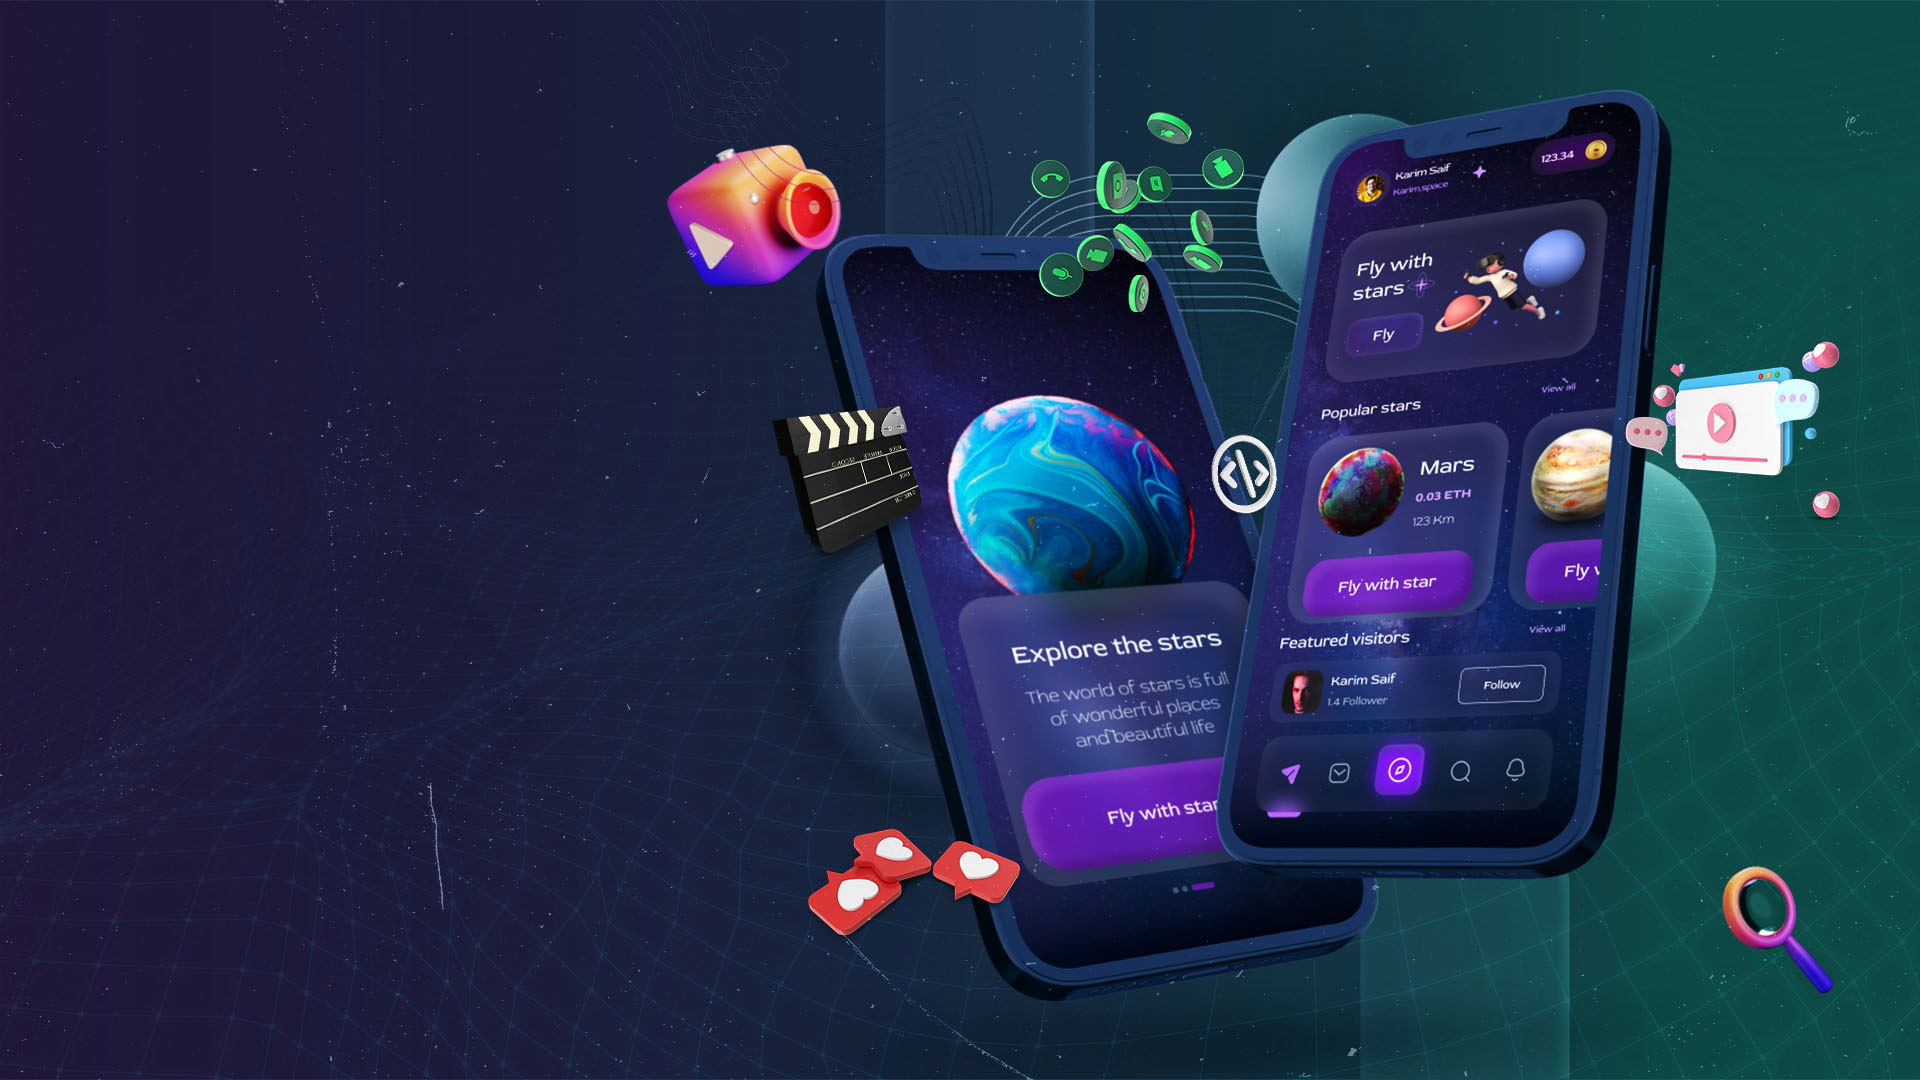 Explore the stars
The world of stars is full
of wonderful places
and beautiful life
Fly with star
Karim Saif
Karim.space
123.34
Fly with
stars
Fly
View all
Popular stars
Mars
0.03 ETH
123 Km
Fly with star
Fly
View all
Featured visitors
Karim Saif
1.4 Follower
Follow